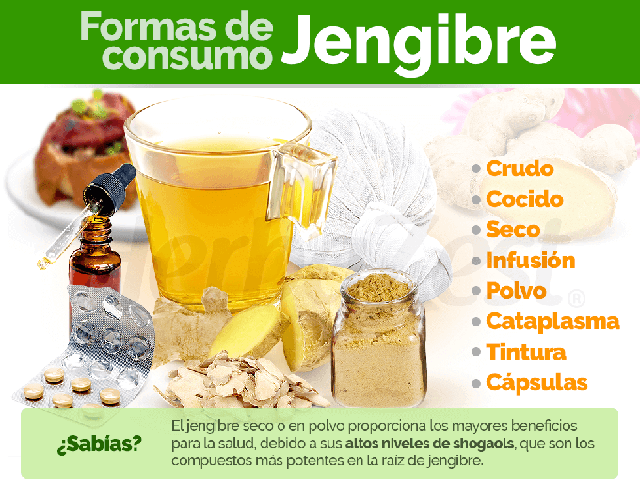 Formas de
consumo Jengibre
Crudo
Cocido
Seco
Infusión
Polvo
Cataplasma
Tintura
Cápsulas
HerbaZest®
¿Sabías?
El jengibre seco o en polvo proporciona los mayores beneficios
para la salud, debido a sus altos niveles de shogaols, que son los
compuestos más potentes en la raíz de jengibre.